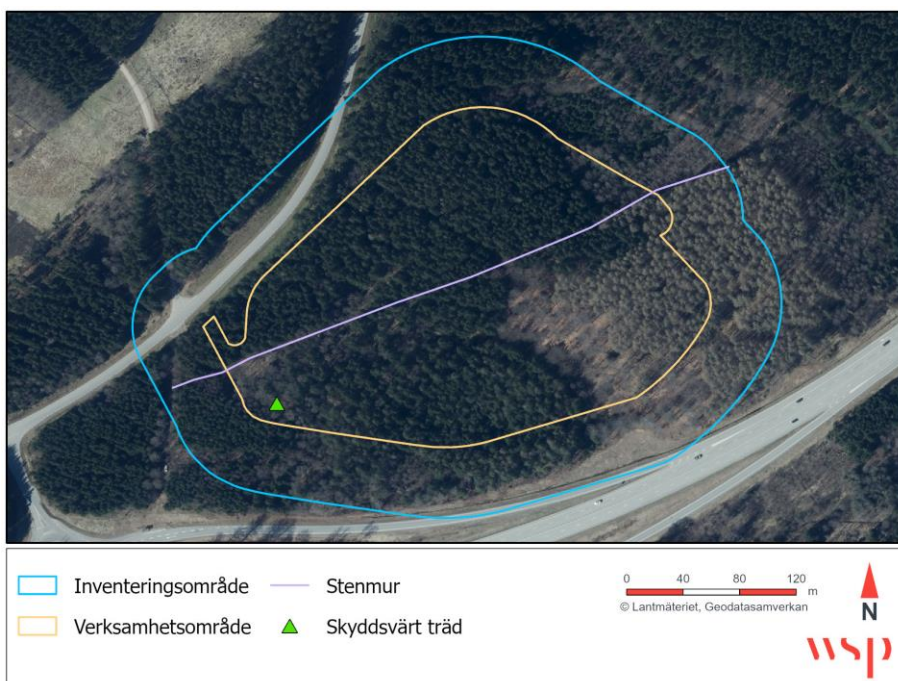 Inventeringsområde
Stenmur
Verksamhetsområde
Skyddsvärt träd
0 40 80 120
m
© Lantmäteriet, Geodatasamverkan
N
wsp